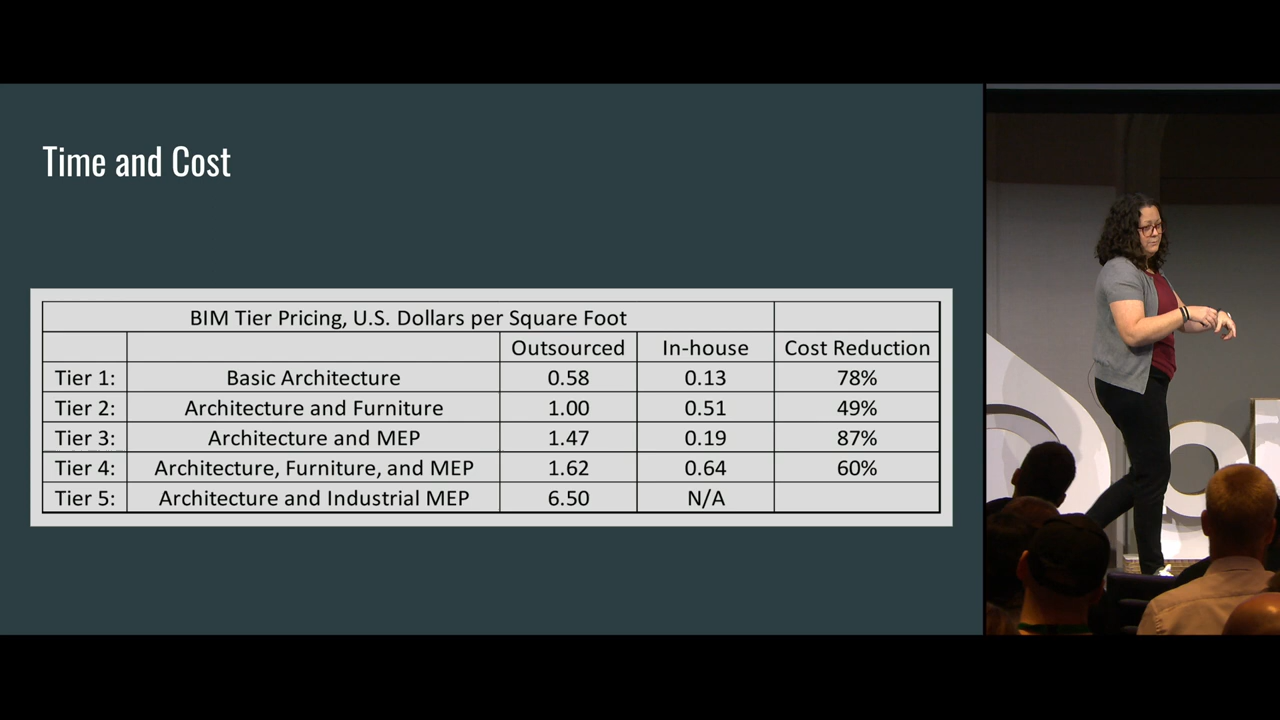 Time and Cost
BIM Tier Pricing, U.S. Dollars per Square Foot
Outsourced In-house Cost Reduction
Tier 1: Basic Architecture 0.58 0.13 78%
Tier 2: Architecture and Furniture 1.00 0.51 49%
Tier 3: Architecture and MEP 1.47 0.19 87%
Tier 4: Architecture, Furniture, and MEP 1.62 0.64 60%
Tier 5: Architecture and Industrial MEP 6.50 N/A